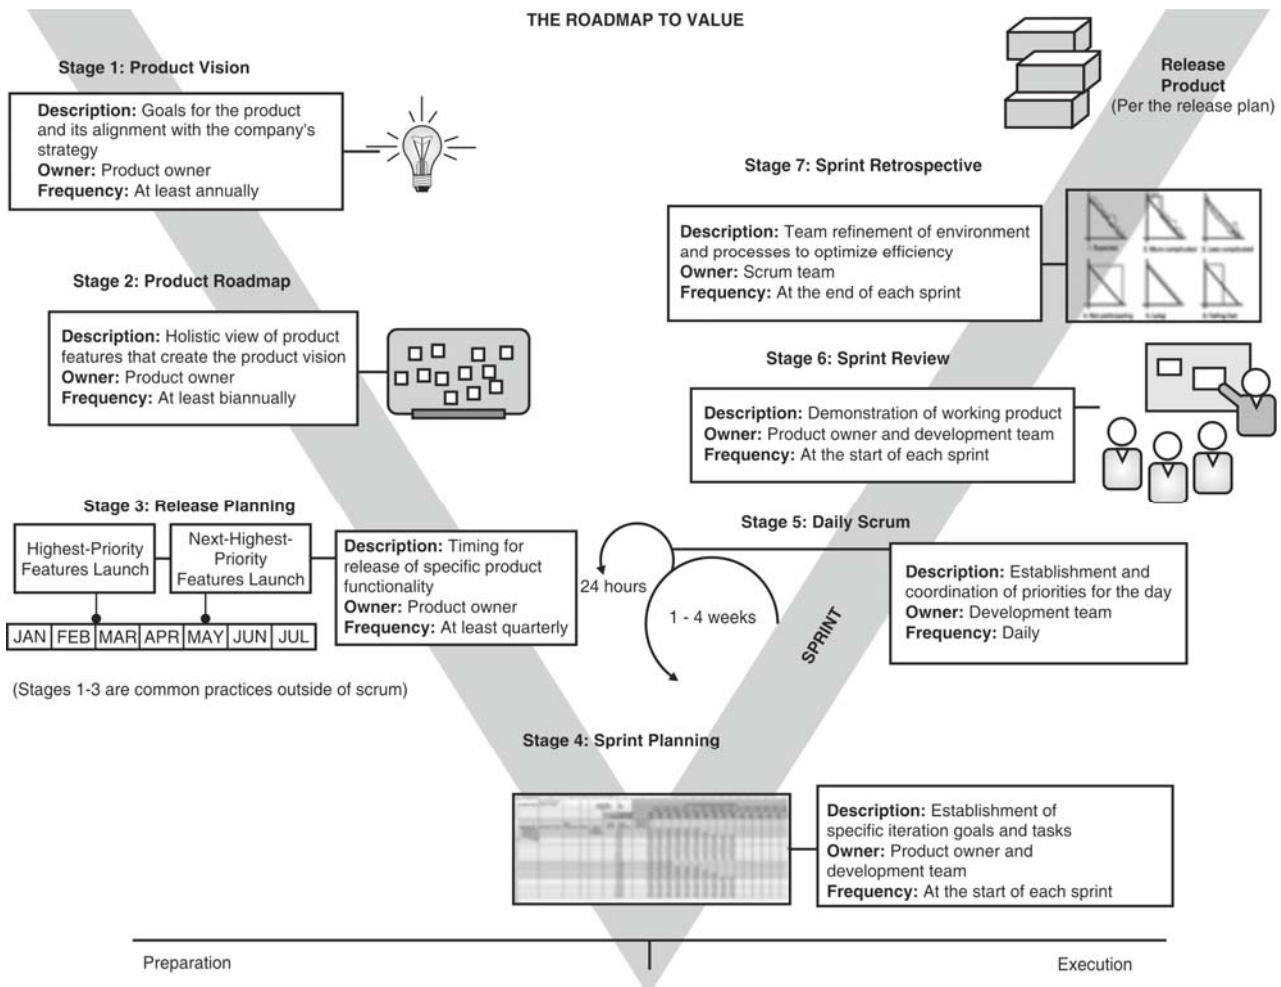 THE ROADMAP TO VALUE
Stage 1: Product Vision
Description: Goals for the product
and its alignment with the company's
strategy
Owner: Product owner
Frequency: At least annually
Stage 2: Product Roadmap
Description: Holistic view of product
features that create the product vision
Owner: Product owner
Frequency: At least biannually
Stage 3: Release Planning
Highest-Priority
Features Launch
Next-Highest-
Priority
Features Launch
JAN FEB MAR APR MAY JUN JUL
Description: Timing for
release of specific product
functionality
Owner: Product owner
Frequency: At least quarterly
(Stages 1-3 are common practices outside of scrum)
Stage 4: Sprint Planning
Description: Establishment of
specific iteration goals and tasks
Owner: Product owner and
development team
Frequency: At the start of each sprint
24 hours
1 - 4 weeks
SPRINT
Stage 5: Daily Scrum
Description: Establishment and
coordination of priorities for the day
Owner: Development team
Frequency: Daily
Stage 6: Sprint Review
Description: Demonstration of working product
Owner: Product owner and development team
Frequency: At the start of each sprint
Stage 7: Sprint Retrospective
Description: Team refinement of environment
and processes to optimize efficiency
Owner: Scrum team
Frequency: At the end of each sprint
Release
Product
(Per the release plan)
Preparation
Execution